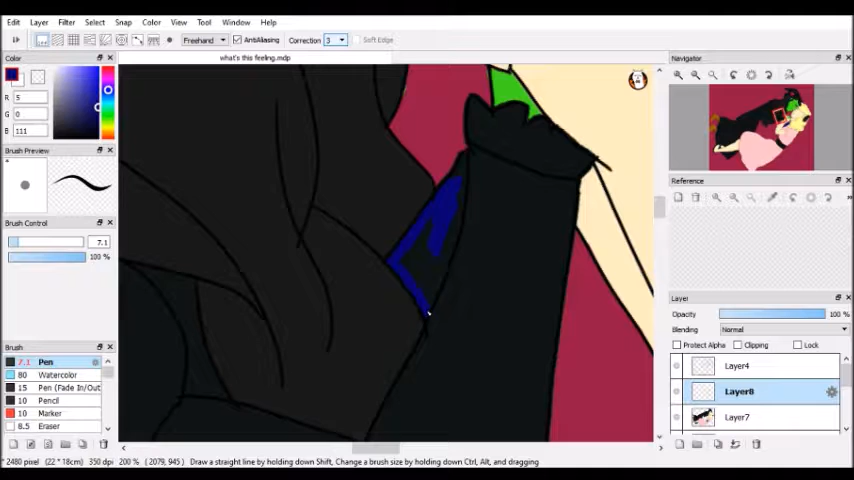 Edit Layer Filter Select Snap Color View Tool Window Help
Freehand AntiAliasing Correction 3 Soft Edge
Color
what's this feeling.mdp
Navigator
R 5
G 0
B 111
Brush Preview
Reference
Brush Control
7.1
100 %
Layer
Opacity 100 %
Blending Normal
Protect Alpha Clipping Lock
Brush
7.1 Pen
80 Watercolor
15 Pen (Fade In/Out
10 Pencil
10 Marker
8.5 Eraser
Layer4
Layer8
Layer7
* 2480 pixel (22 * 18cm) 350 dpi 200 % (2079, 945) Draw a straight line by holding down Shift, Change a brush size by holding down Ctrl, Alt, and dragging